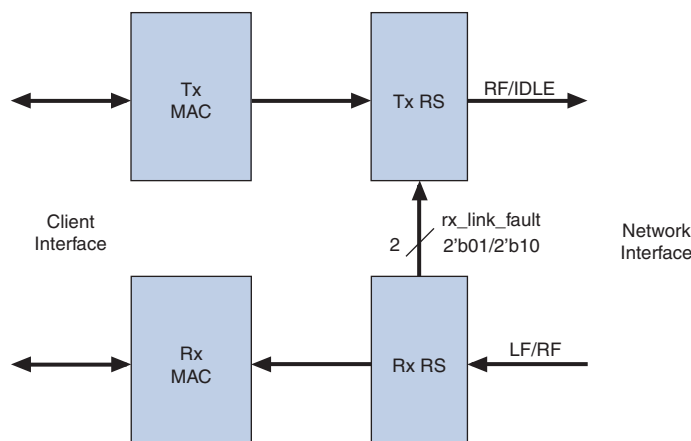 Tx
MAC
Tx RS
RF/IDLE
Client
Interface
2
rx_link_fault
2'b01/2'b10
Network
Interface
Rx
MAC
Rx RS
LF/RF